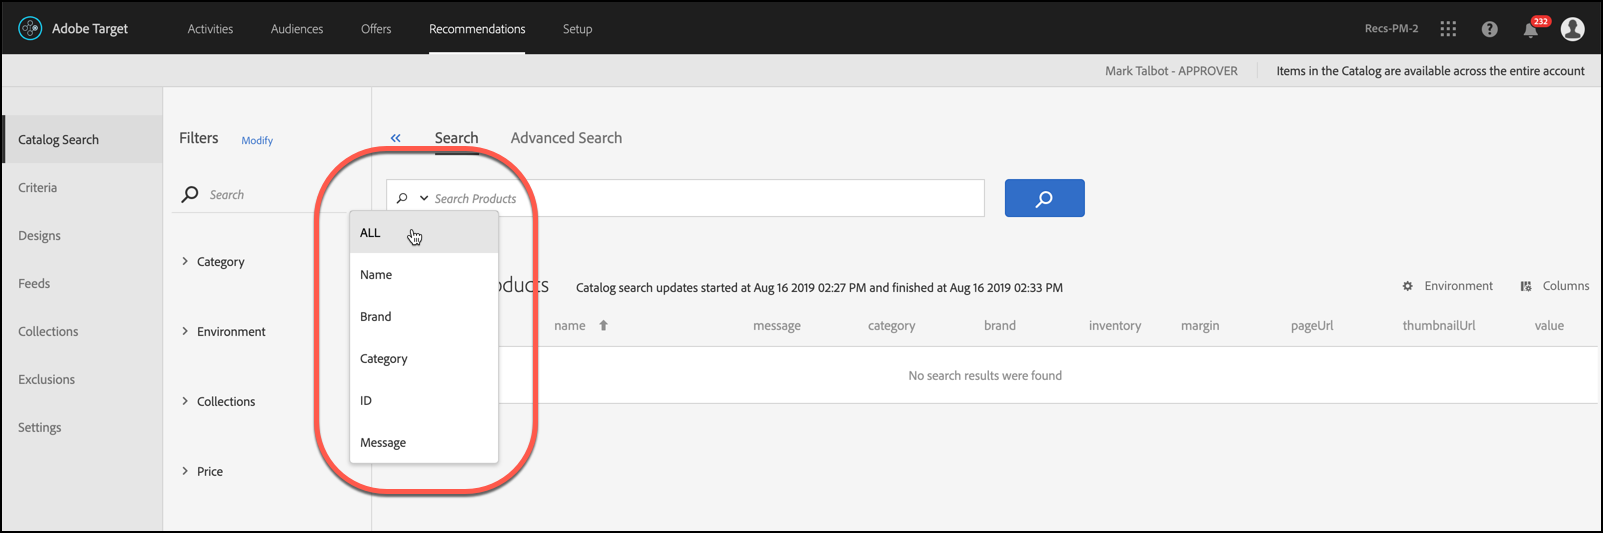 Adobe Target
Activities
Audiences
Offers
Recommendations
Setup
Recs-PM-2
232
Mark Talbot - APPROVER
Items in the Catalog are available across the entire account
Catalog Search
Criteria
Designs
Feeds
Collections
Exclusions
Settings
Filters
Modify
Search
Category
Environment
Collections
Price
Search
Advanced Search
Search Products
ALL
Name
Brand
Category
ID
Message
Catalog search updates started at Aug 16 2019 02:27 PM and finished at Aug 16 2019 02:33 PM
Environment
Columns
name
message
category
brand
inventory
margin
pageUrl
thumbnailUrl
value
No search results were found